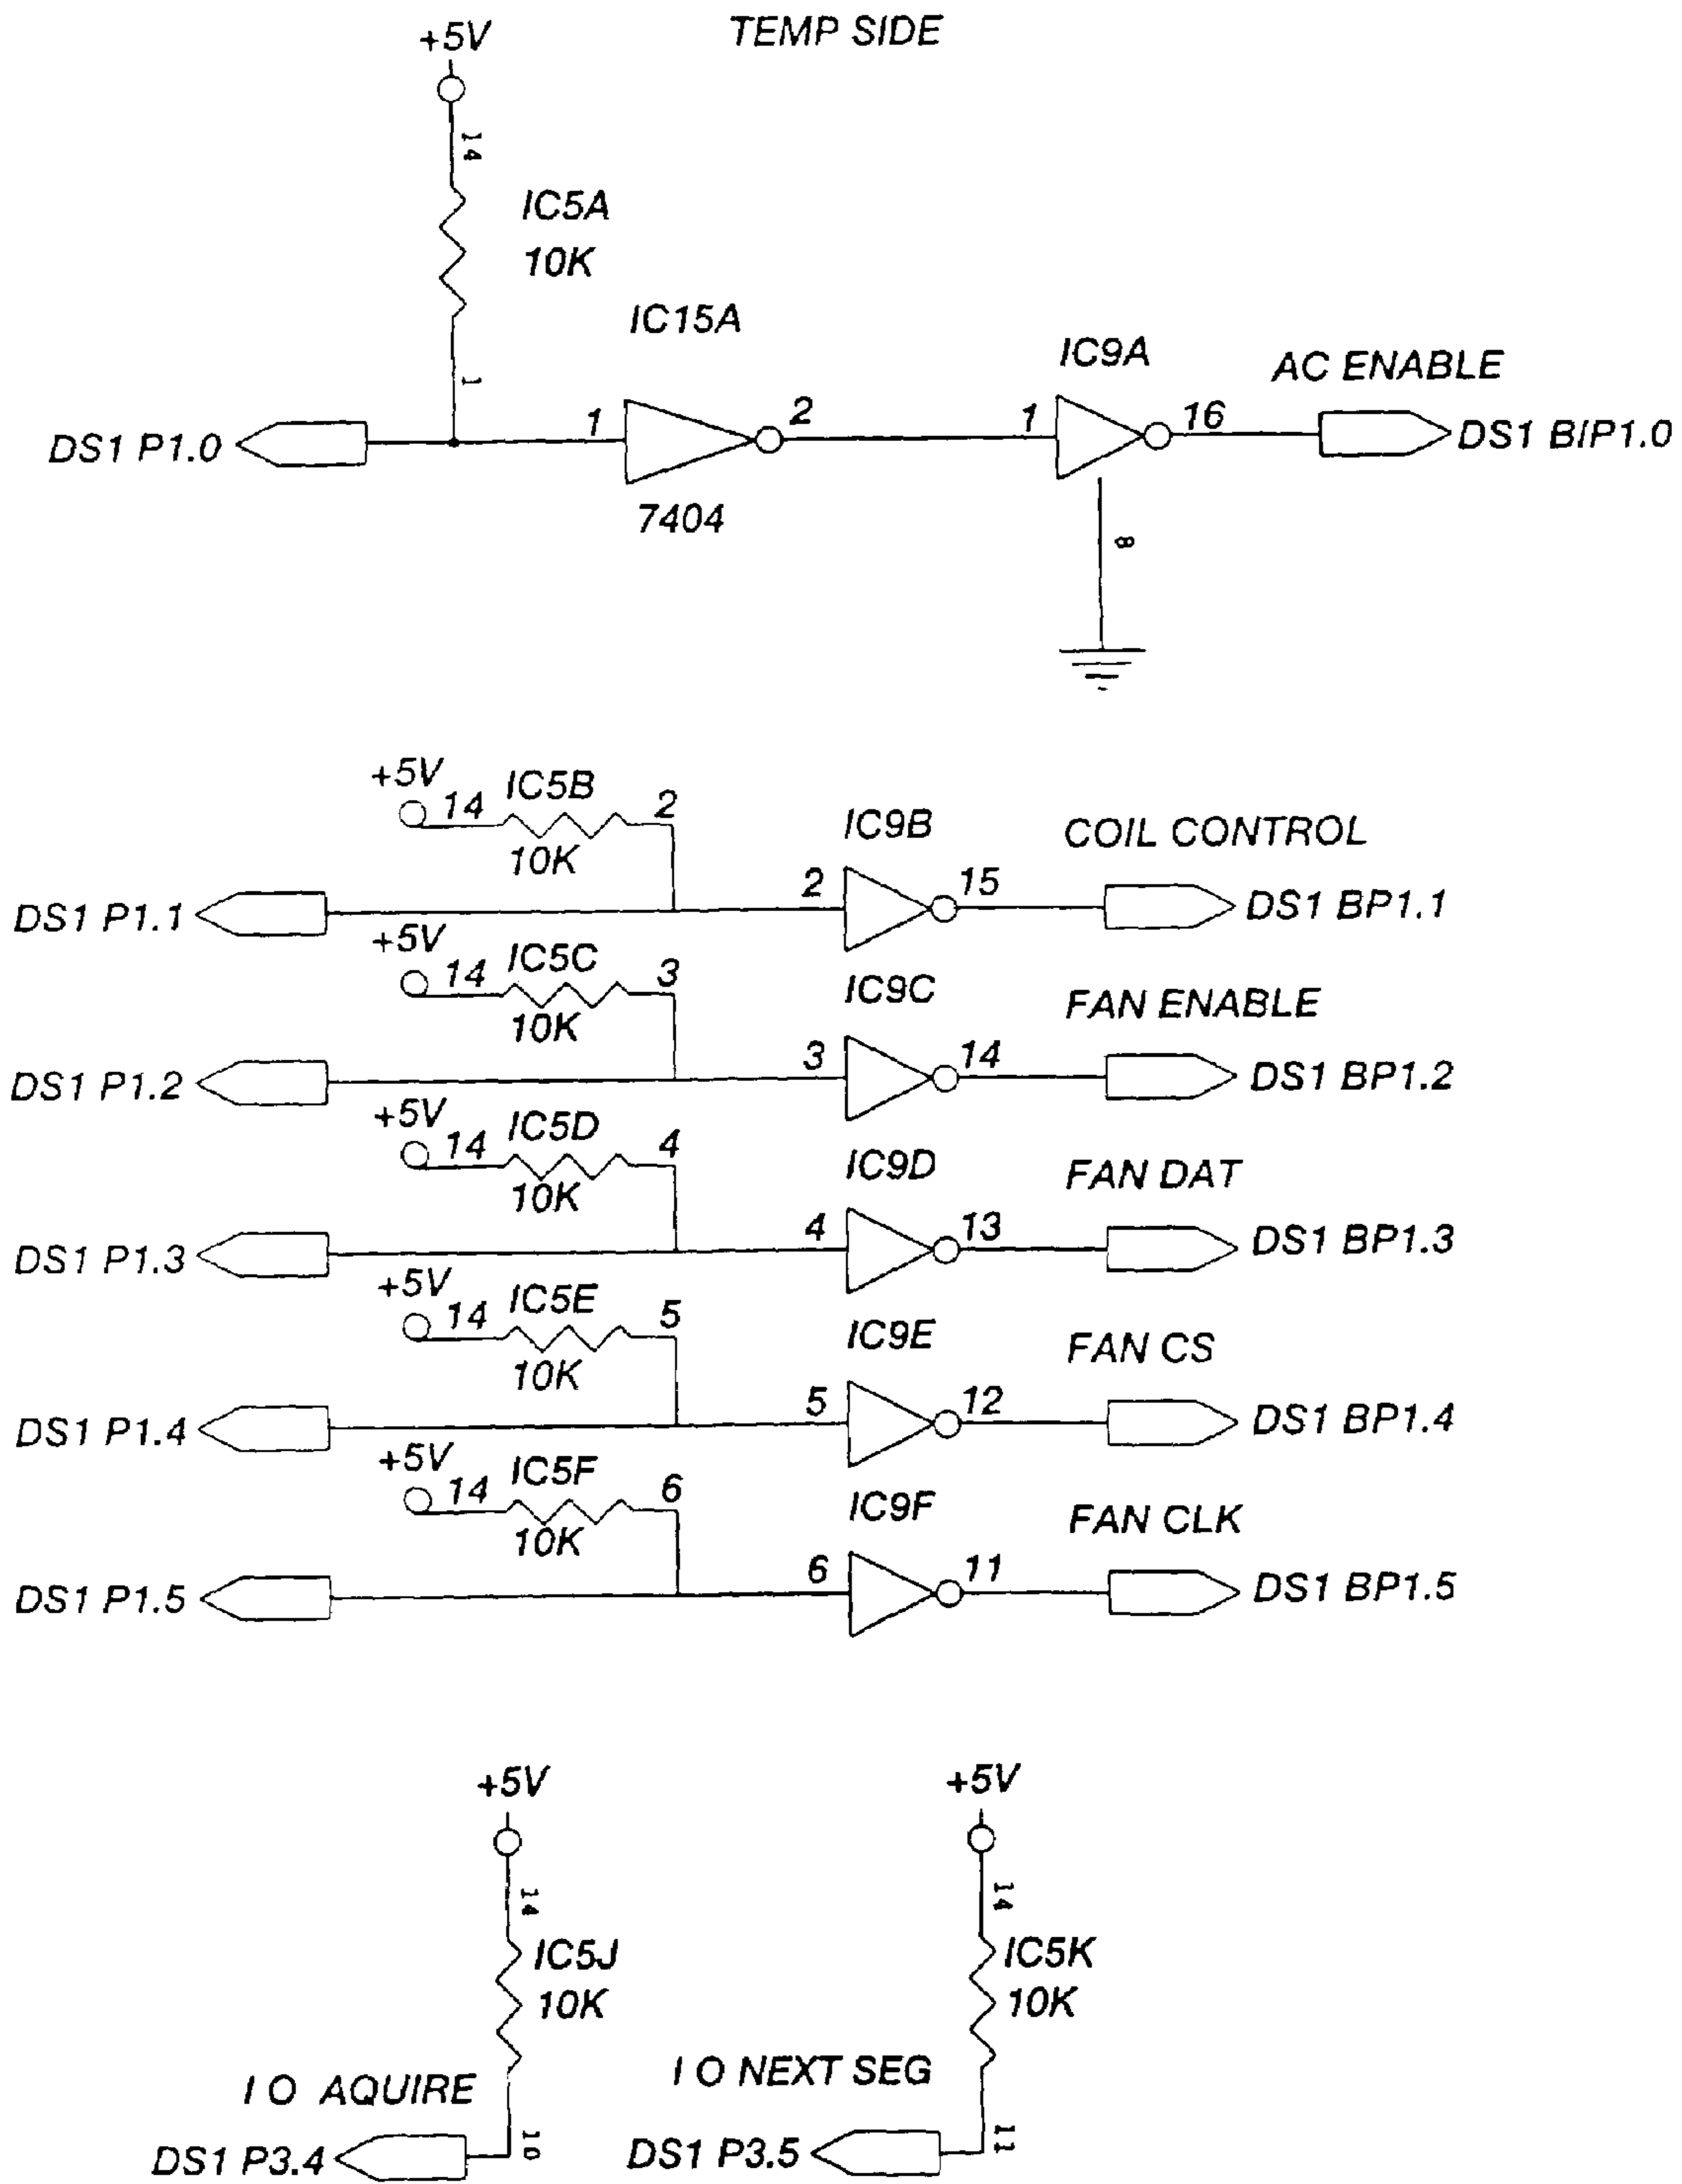 TEMP SIDE
+5V
14
IC5A
10K
1
IC15A
IC9A
AC ENABLE
DS1 P1.0
1
2
1
16
DS1 B/P1.0
7404
8
+5V
14
IC5B
2
10K
IC9B
COIL CONTROL
DS1 P1.1
2
15
DS1 BP1.1
+5V
14
IC5C
3
10K
IC9C
FAN ENABLE
DS1 P1.2
3
14
DS1 BP1.2
+5V
14
IC5D
4
10K
IC9D
FAN DAT
DS1 P1.3
4
13
DS1 BP1.3
+5V
14
IC5E
5
10K
IC9E
FAN CS
DS1 P1.4
5
12
DS1 BP1.4
+5V
14
IC5F
6
10K
IC9F
FAN CLK
DS1 P1.5
6
11
DS1 BP1.5
+5V
14
IC5J
10K
I O AQUIRE
10
DS1 P3.4
+5V
14
IC5K
10K
I O NEXT SEG
11
DS1 P3.5